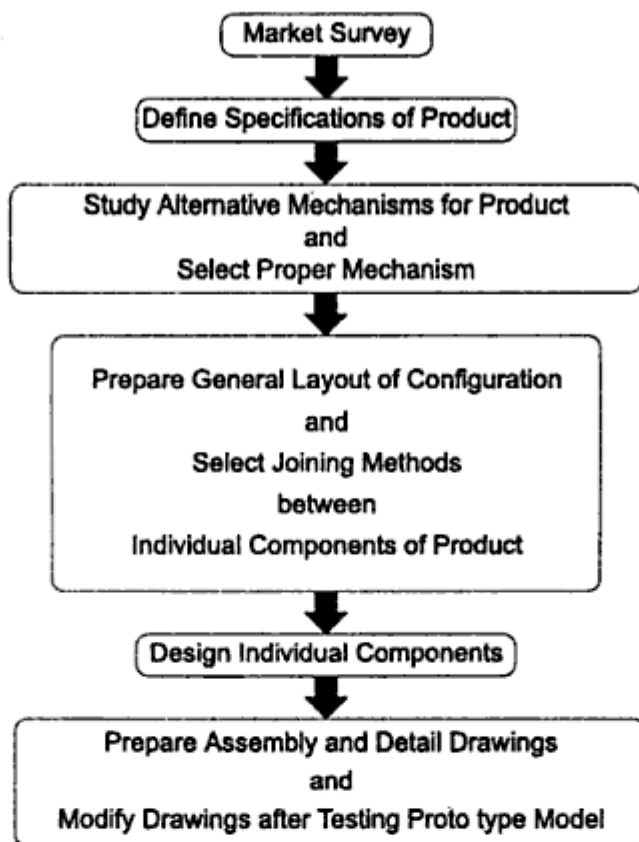 Market Survey
Define Specifications of Product
Study Alternative Mechanisms for Product
and
Select Proper Mechanism
Prepare General Layout of Configuration
and
Select Joining Methods
between
Individual Components of Product
Design Individual Components
Prepare Assembly and Detail Drawings
and
Modify Drawings after Testing Proto type Model